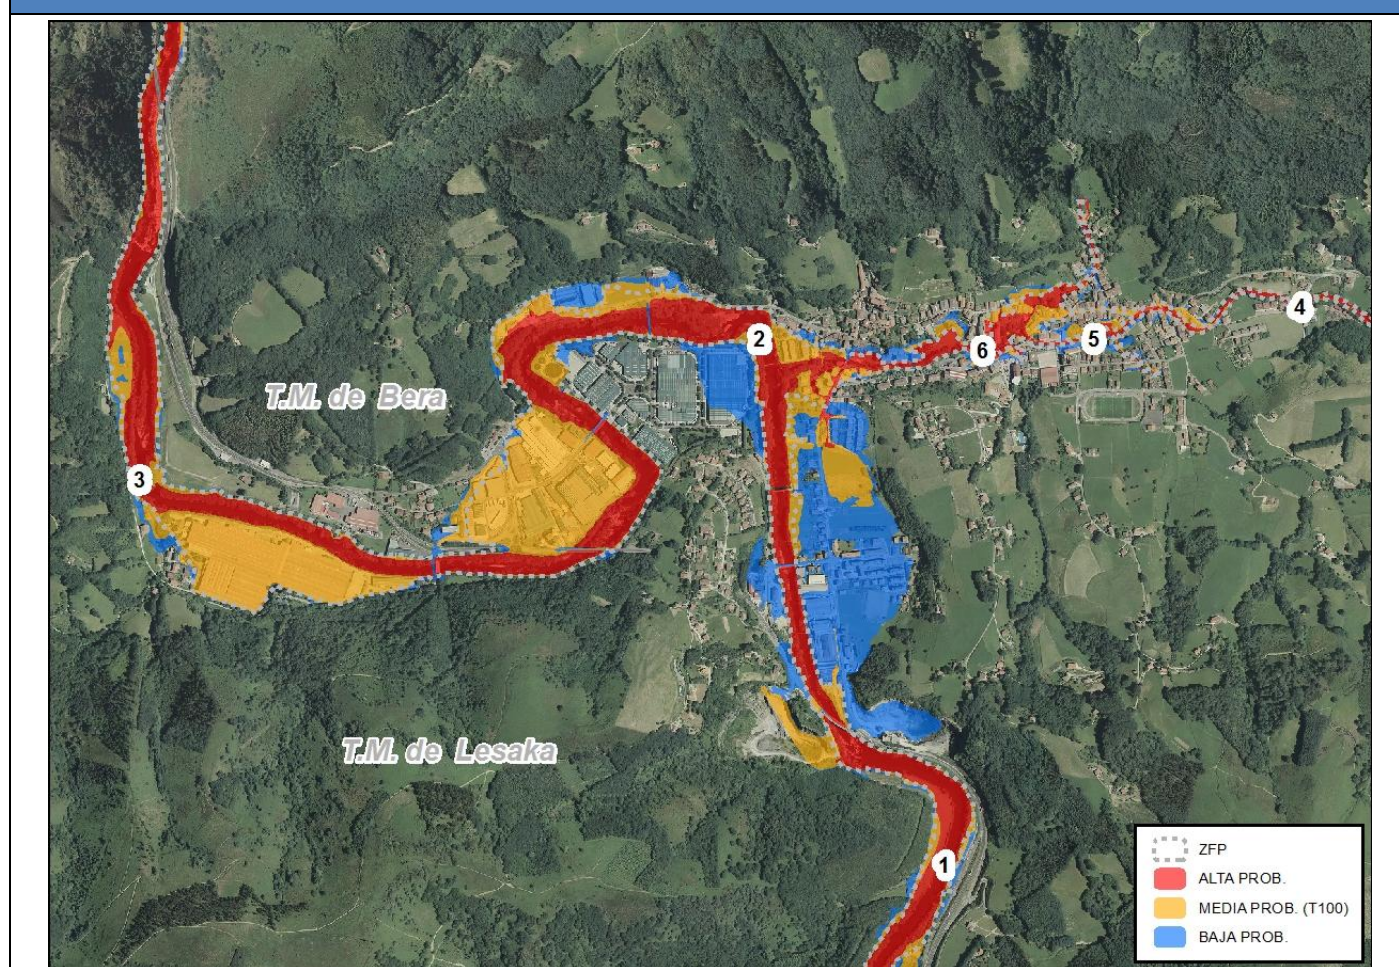 2
6
5
4
T.M. de Bera
3
T.M. de Lesaka
1
ZFP
ALTA PROB.
MEDIA PROB. (T100)
BAJA PROB.